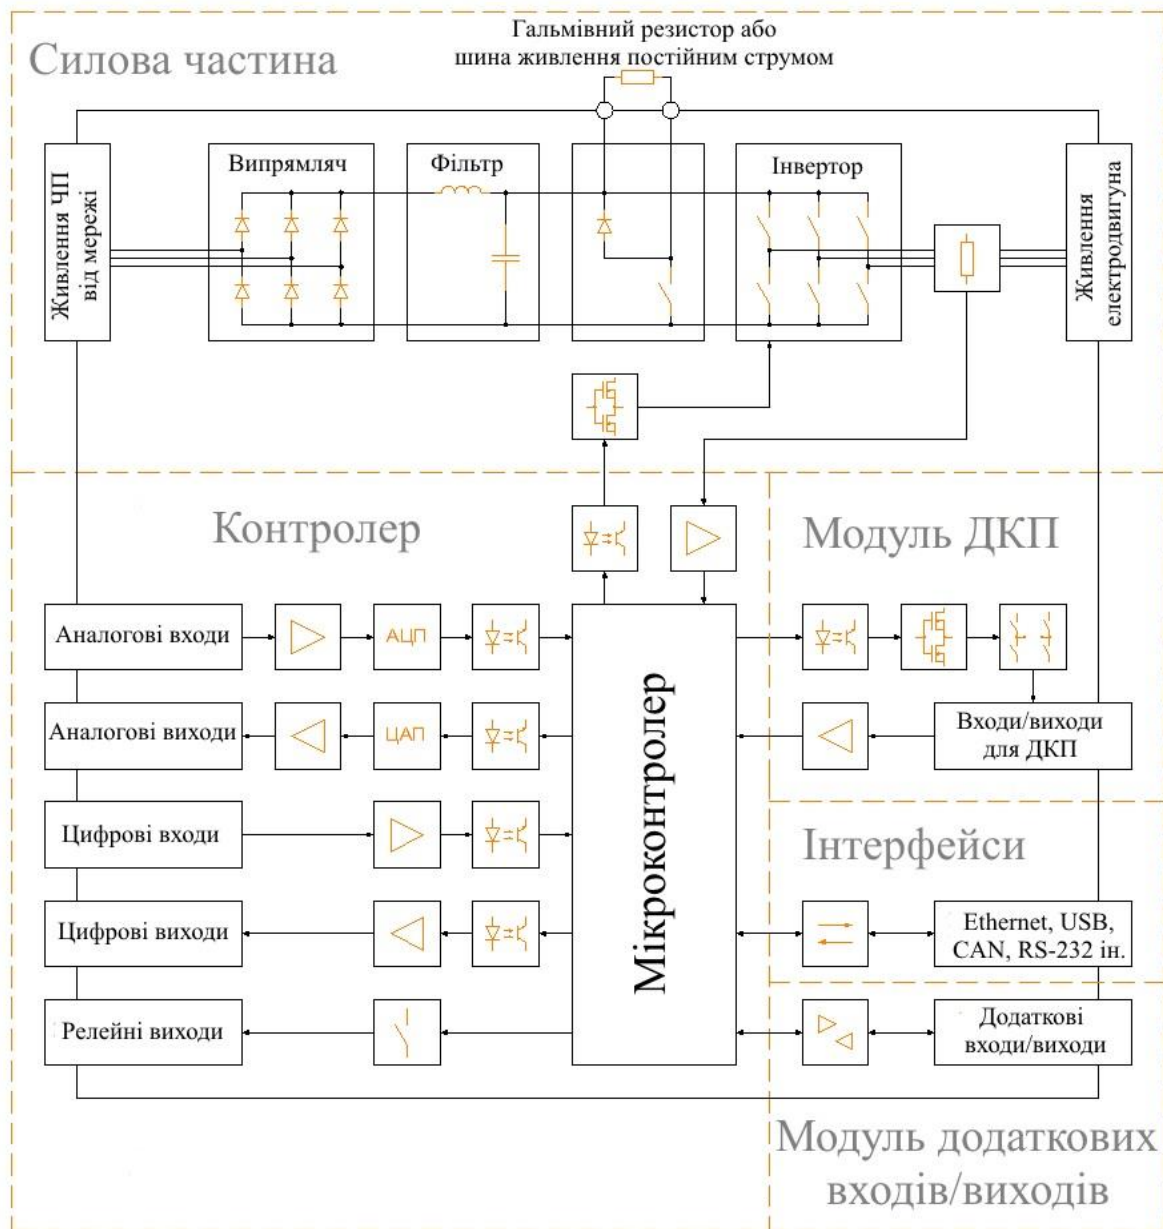 Гальмівний резистор або
шина живлення постійним струмом
Силова частина
Живлення ЧП
від мережі
Випрямляч
Фільтр
Інвертор
Живлення
електродвигуна
Контролер
Модуль ДКП
Аналогові входи
АЦП
Аналогові виходи
ЦАП
Входи/виходи
для ДКП
Мікроконтролер
Цифрові входи
Інтерфейси
Цифрові виходи
Ethernet, USB,
CAN, RS-232 ін.
Релейні виходи
Додаткові
входи/виходи
Модуль додаткових
входів/виходів